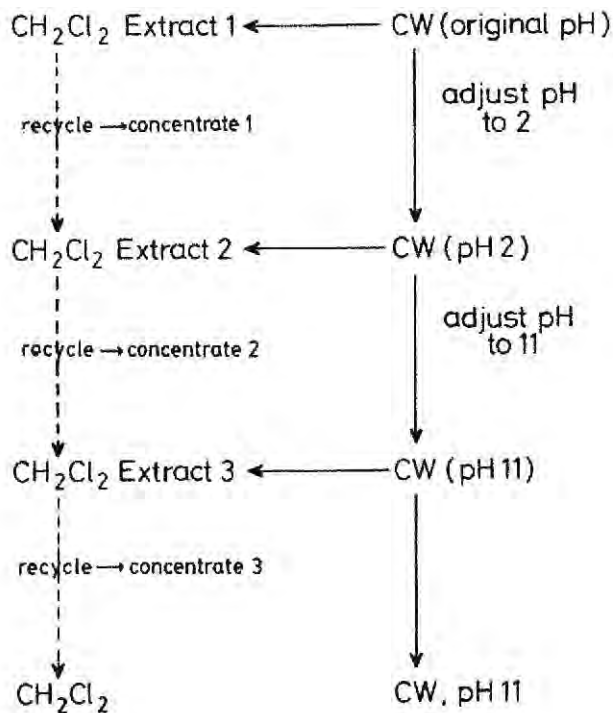 CH₂Cl₂ Extract 1 ← CW (original pH)
adjust pH
to 2
recycle → concentrate 1
CH₂Cl₂ Extract 2 ← CW (pH 2)
adjust pH
to 11
recycle → concentrate 2
CH₂Cl₂ Extract 3 ← CW (pH 11)
recycle → concentrate 3
CH₂Cl₂ CW, pH 11